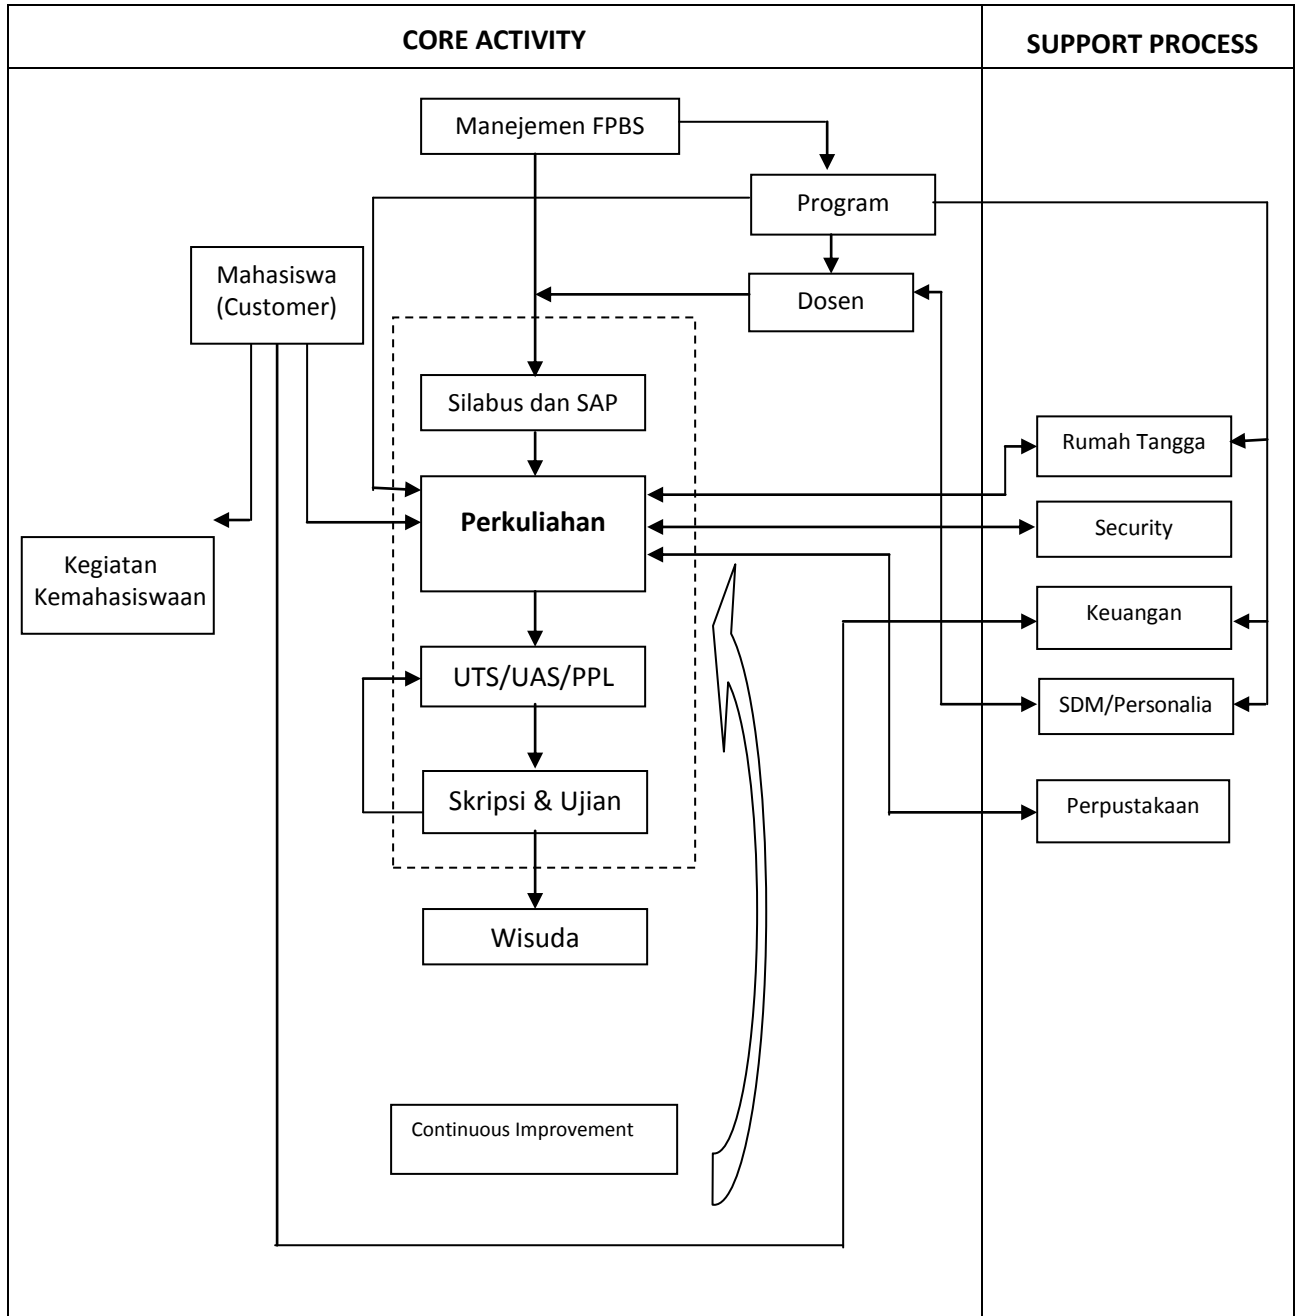 CORE ACTIVITY
SUPPORT PROCESS
Manejemen FPBS
Program
Mahasiswa
(Customer)
Dosen
Silabus dan SAP
Rumah Tangga
Perkuliahan
Security
Kegiatan
Kemahasiswaan
Keuangan
UTS/UAS/PPL
SDM/Personalia
Skripsi & Ujian
Perpustakaan
Wisuda
Continuous Improvement